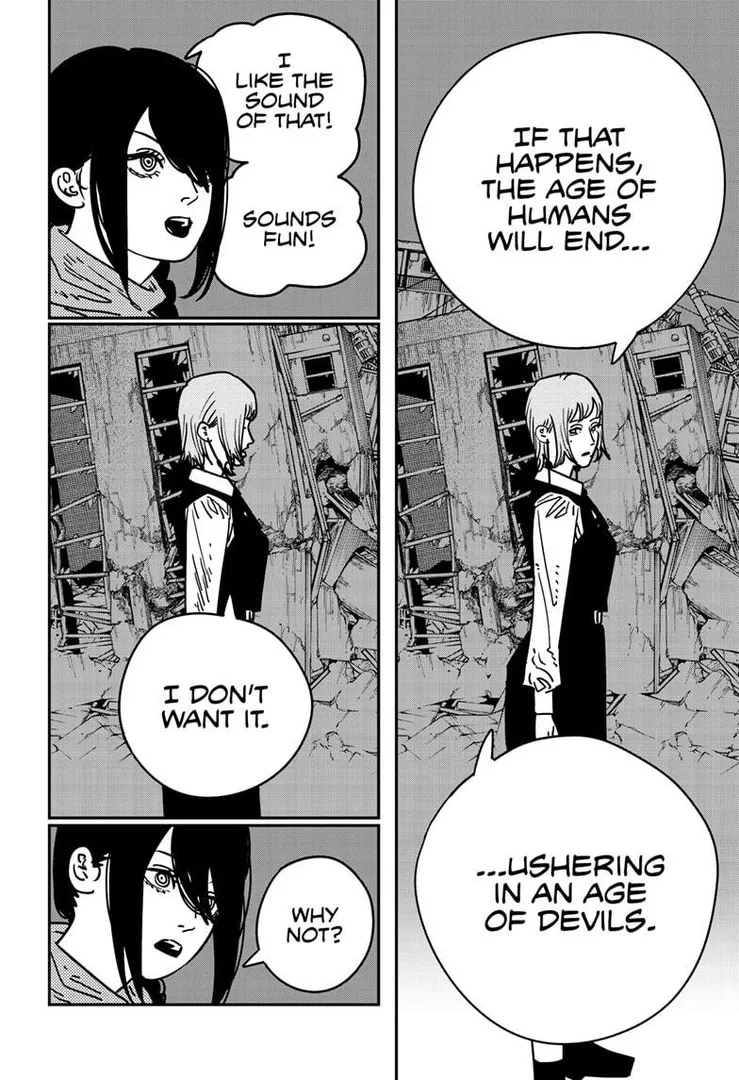 IF THAT
HAPPENS,
THE AGE OF
HUMANS
WILL END...
...USHERING
IN AN AGE
OF DEVILS.
I
LIKE THE
SOUND
OF THAT!
SOUNDS
FUN!
I DON'T
WANT IT.
WHY
NOT?